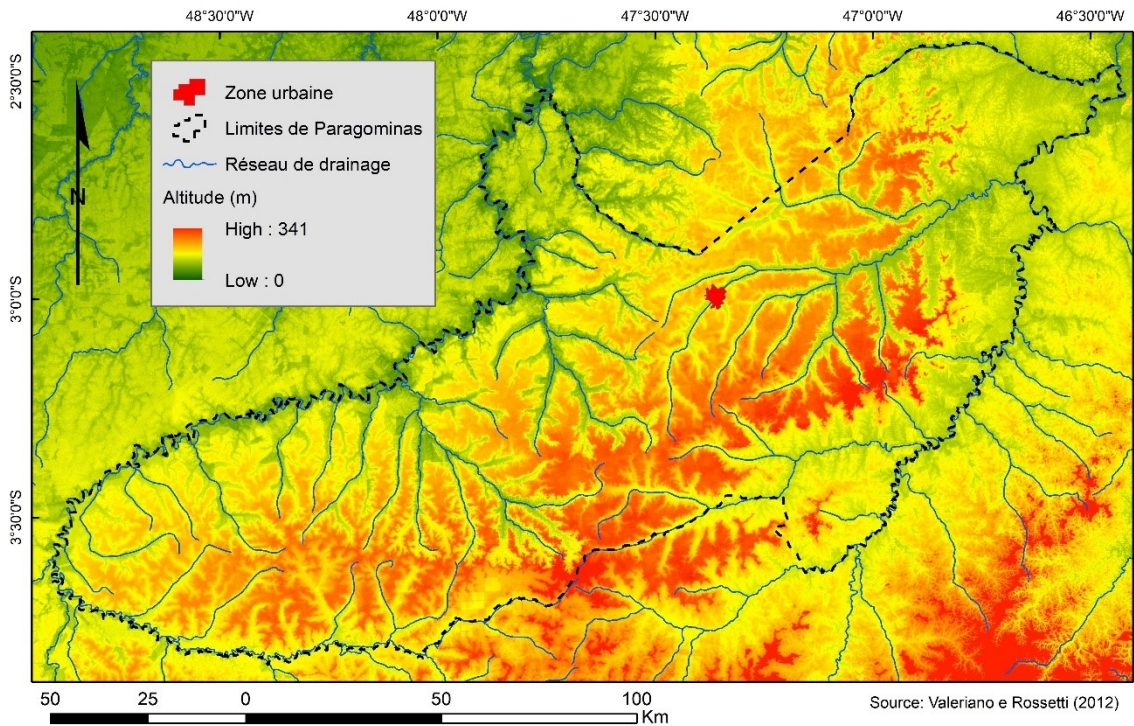 48°30'0"W 48°0'0"W 47°30'0"W 47°0'0"W 46°30'0"W
2°30'0"S
3°0'0"S
3°30'0"S
N
Zone urbaine
Limites de Paragominas
Réseau de drainage
Altitude (m)
High : 341
Low : 0
50 25 0 50 100
Km
Source: Valeriano e Rossetti (2012)